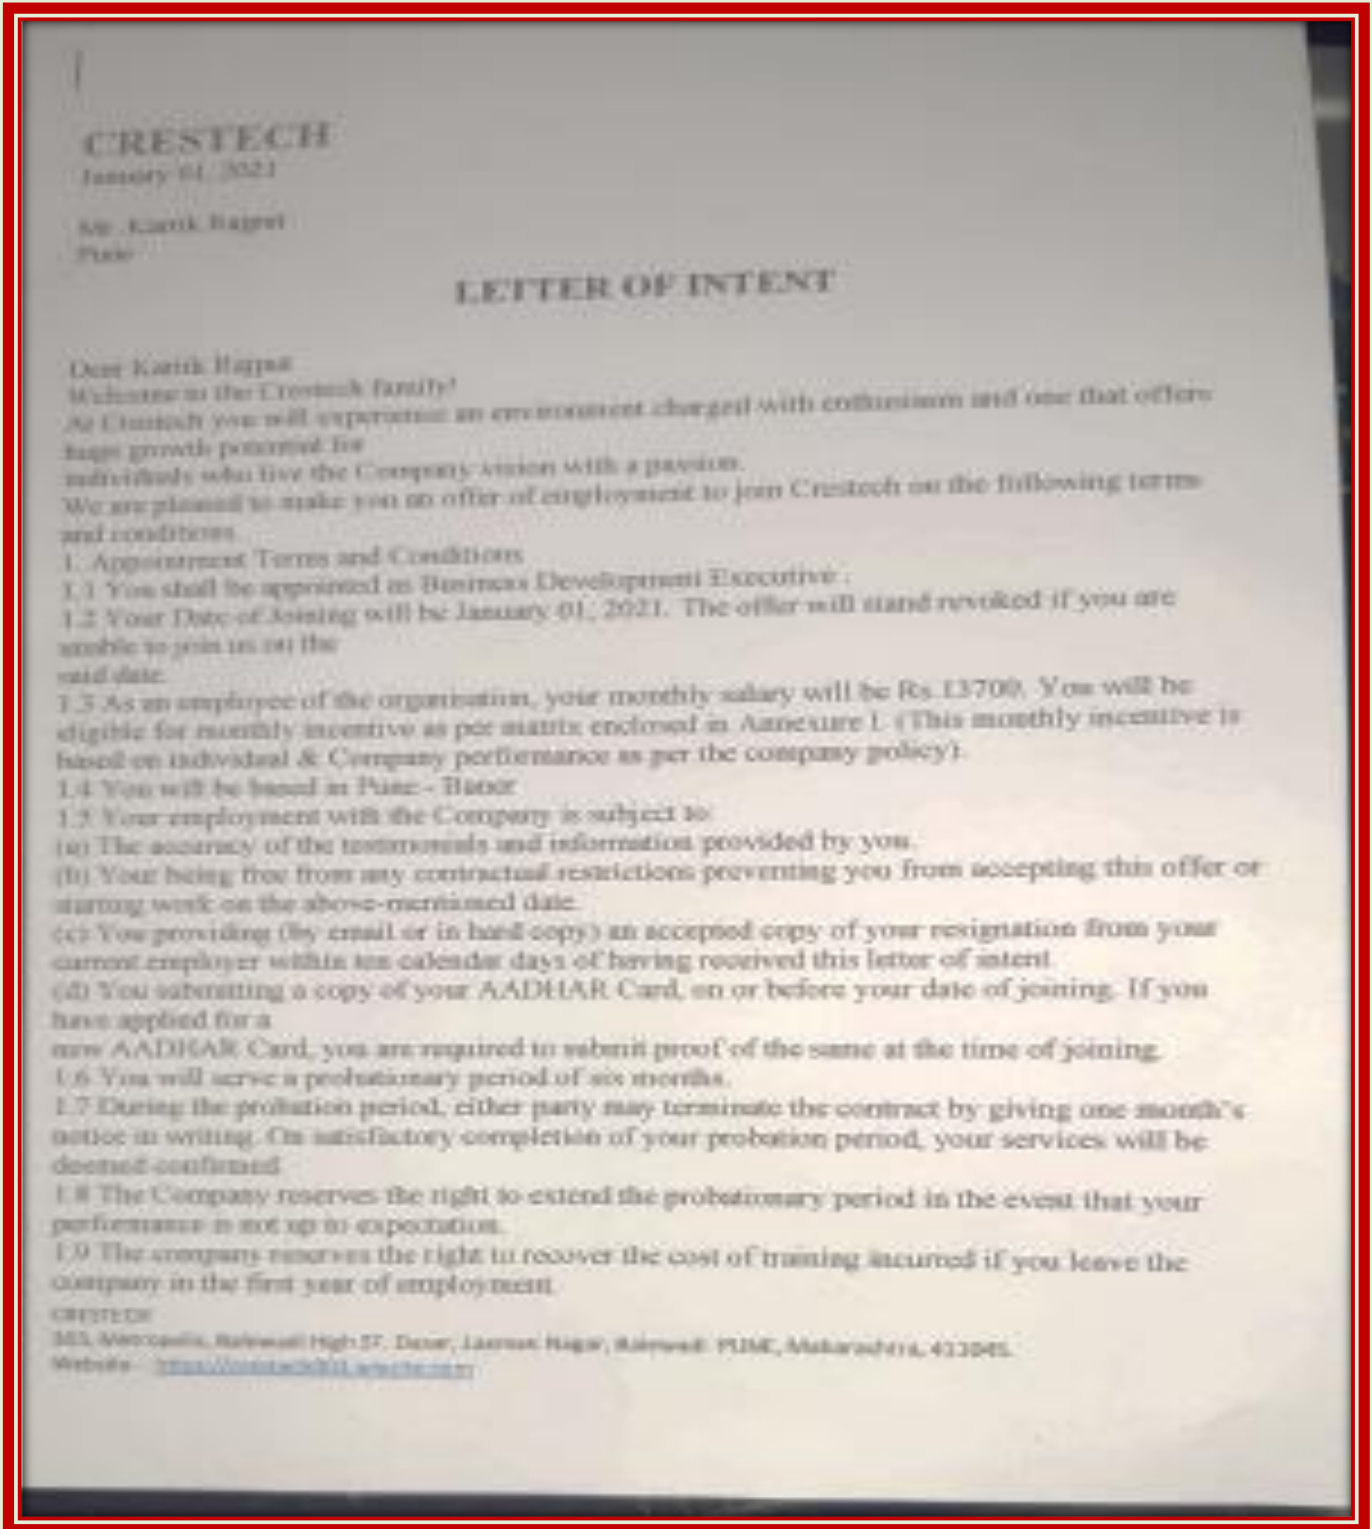 CRESTECH
January 01, 2021
Mr. Kartik Rajput
Pune
LETTER OF INTENT
Dear Kartik Rajput
Welcome to the Crestech family!
At Crestech you will experience an environment charged with enthusiasm and one that offers
huge growth potential for
individuals who live the Company vision with a passion.
We are pleased to make you an offer of employment to join Crestech on the following terms
and conditions.
1. Appointment Terms and Conditions
1.1 You shall be appointed as Business Development Executive .
1.2 Your Date of Joining will be January 01, 2021. The offer will stand revoked if you are
unable to join us on the
said date.
1.3 As an employee of the organisation, your monthly salary will be Rs.13700. You will be
eligible for monthly incentive as per matrix enclosed in Annexure I. (This monthly incentive is
based on individual & Company performance as per the company policy).
1.4 You will be based in Pune -
1.5 Your employment with the Company is subject to:
(a) The accuracy of the testimonials and information provided by you.
(b) Your being free from any contractual restrictions preventing you from accepting this offer or
starting work on the above-mentioned date.
(c) You providing (by email or in hard copy) an accepted copy of your resignation from your
current employer within ten calendar days of having received this letter of intent.
(d) You submitting a copy of your AADHAR Card, on or before your date of joining. If you
have applied for a
new AADHAR Card, you are required to submit proof of the same at the time of joining.
1.6 You will serve a probationary period of six months.
1.7 During the probation period, either party may terminate the contract by giving one month's
notice in writing. On satisfactory completion of your probation period, your services will be
deemed confirmed.
1.8 The Company reserves the right to extend the probationary period in the event that your
performance is not up to expectation.
1.9 The company reserves the right to recover the cost of training incurred if you leave the
company in the first year of employment.
CRESTECH
Metropolis, Balewadi High ST, Laxman Nagar, Balewadi PUNE, Maharashtra, 411045.
Website